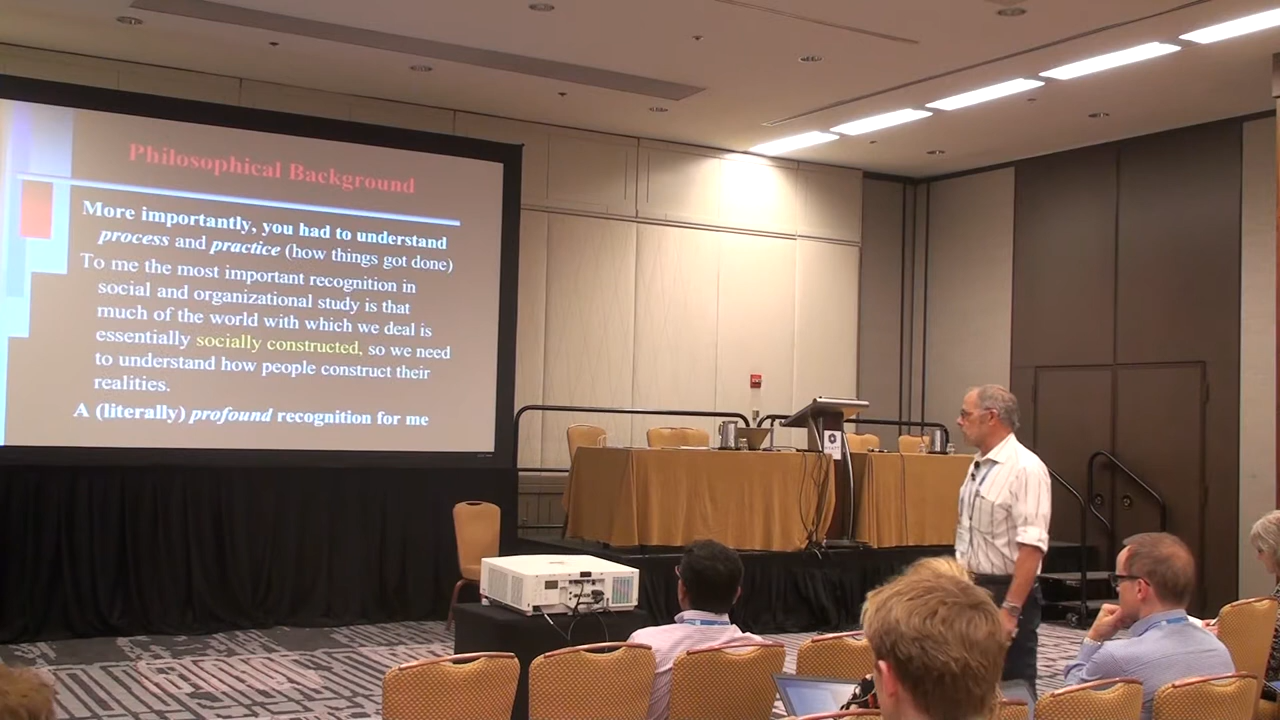 Philosophical Background
More importantly, you had to understand
process and practice (how things got done)
To me the most important recognition in
social and organizational study is that
much of the world with which we deal is
essentially socially constructed, so we need
to understand how people construct their
realities.
A (literally) profound recognition for me
HYATT